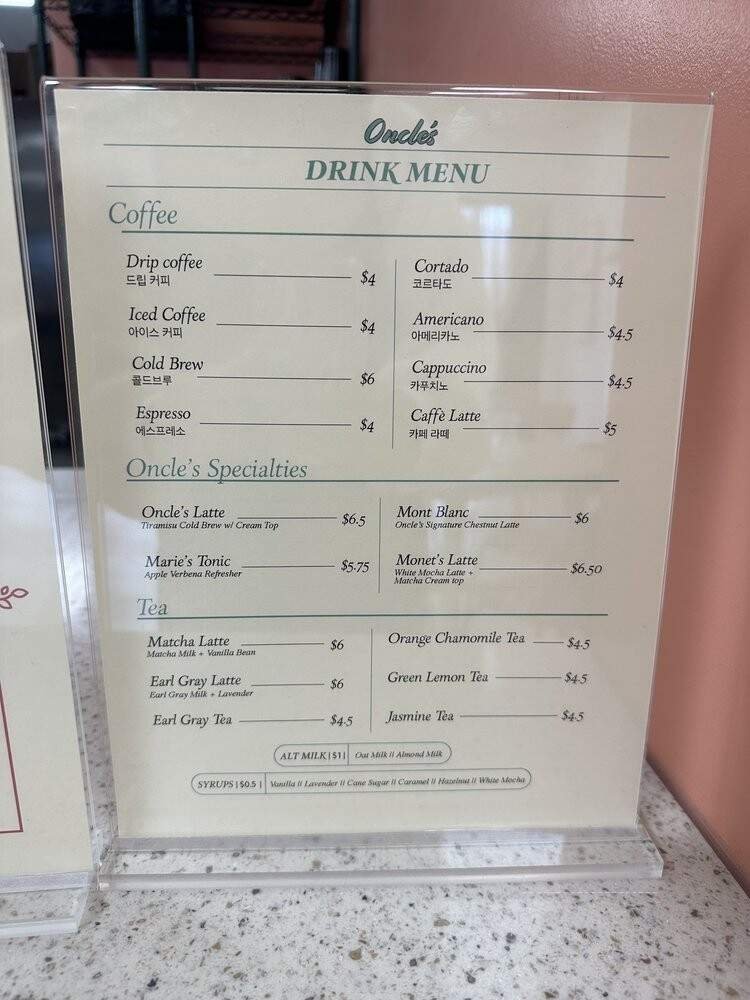 Oncle's
DRINK MENU
Coffee
Drip coffee $4
드립 커피
Iced Coffee $4
아이스 커피
Cold Brew $6
콜드브루
Espresso $4
에스프레소
Cortado $4
코르타도
Americano $4.5
아메리카노
Cappuccino $4.5
카푸치노
Caffè Latte $5
카페 라떼
Oncle's Specialties
Oncle's Latte $6.5
Tiramisu Cold Brew w/ Cream Top
Marie's Tonic $5.75
Apple Verbena Refresher
Mont Blanc $6
Oncle's Signature Chestnut Latte
Monet's Latte $6.50
White Mocha Latte +
Matcha Cream top
Tea
Matcha Latte $6
Matcha Milk + Vanilla Bean
Earl Gray Latte $6
Earl Gray Milk + Lavender
Earl Gray Tea $4.5
Orange Chamomile Tea $4.5
Green Lemon Tea $4.5
Jasmine Tea $4.5
ALT MILK | $1 | Oat Milk // Almond Milk
SYRUPS | $0.5 | Vanilla // Lavender // Cane Sugar // Caramel // Hazelnut // White Mocha